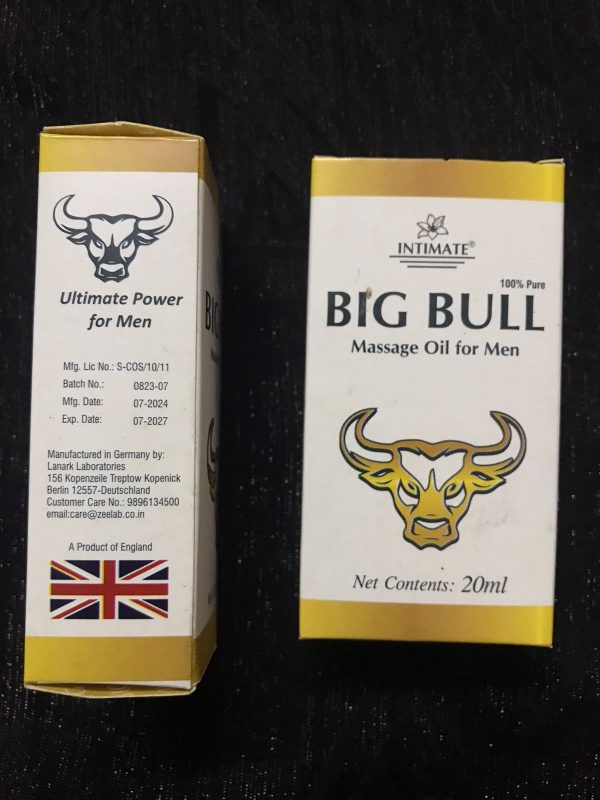 Ultimate Power
for Men
Mfg. Lic No.: S-COS/10/11
Batch No.: 0823-07
Mfg. Date: 07-2024
Exp. Date: 07-2027
Manufactured in Germany by:
Lanark Laboratories
156 Kopenzeile Treptow Kopenick
Berlin 12557-Deutschland
Customer Care No.: 9896134500
email:care@zeelab.co.in
A Product of England
INTIMATE®
100% Pure
BIG BULL
Massage Oil for Men
Net Contents: 20ml